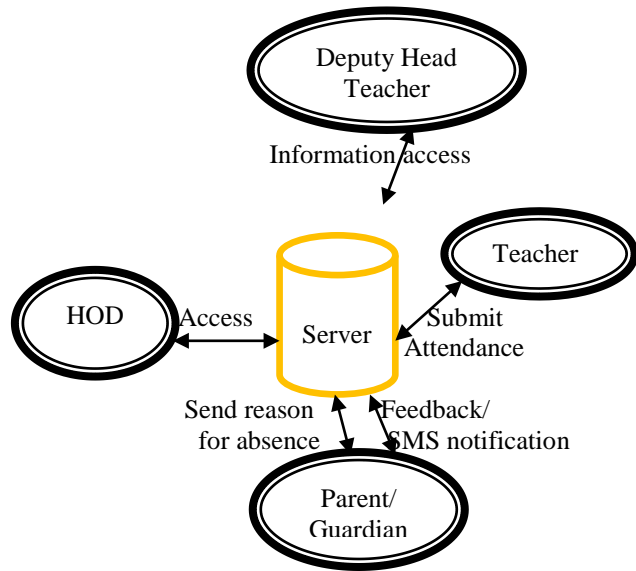 Deputy Head
Teacher
Information access
Teacher
HOD
Access
Server
Submit
Attendance
Send reason
for absence
Feedback/
SMS notification
Parent/
Guardian